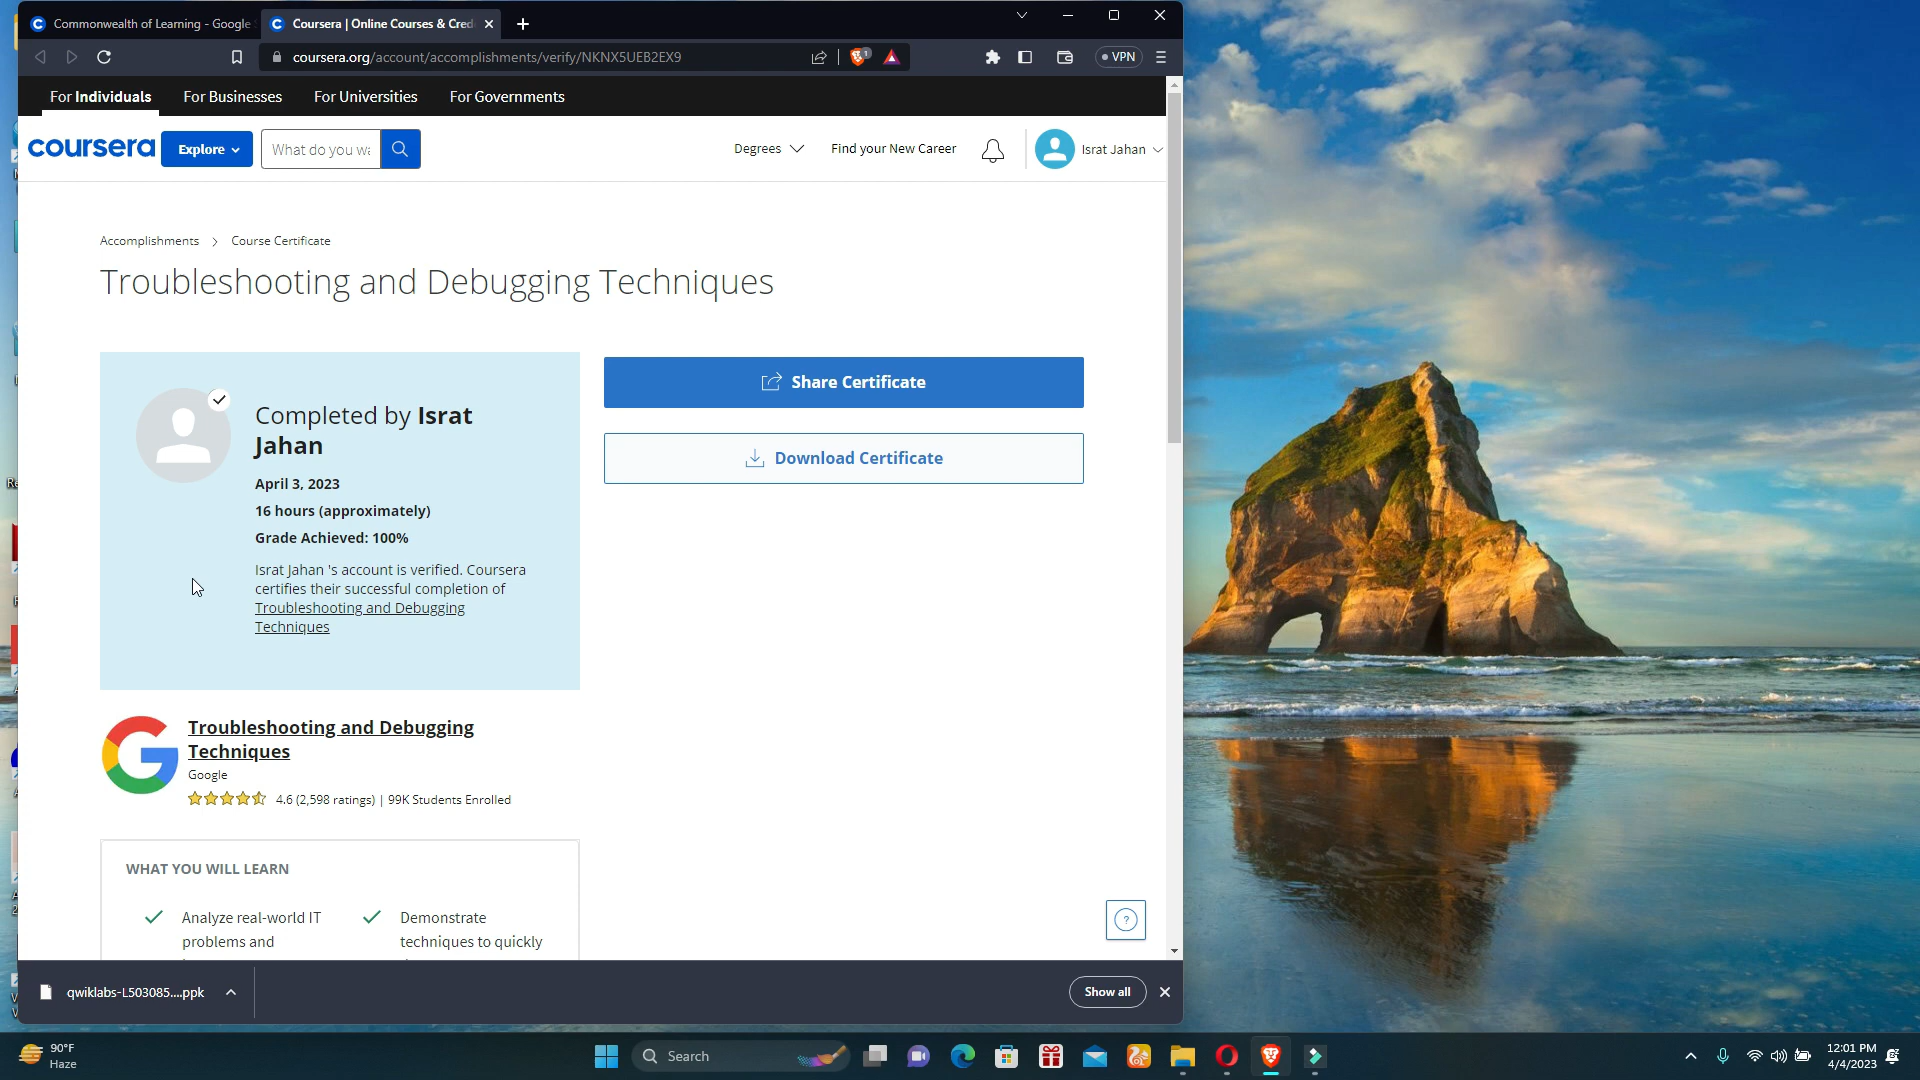 Commonwealth of Learning - Google
Coursera | Online Courses & Cred
coursera.org/account/accomplishments/verify/NKNX5UEB2EX9
1
VPN
For Individuals
For Businesses
For Universities
For Governments
coursera
Explore
What do you wa
Degrees
Find your New Career
Israt Jahan
Accomplishments
Course Certificate
Troubleshooting and Debugging Techniques
Completed by Israt
Jahan
April 3, 2023
16 hours (approximately)
Grade Achieved: 100%
Israt Jahan 's account is verified. Coursera
certifies their successful completion of
Troubleshooting and Debugging
Techniques
Share Certificate
Download Certificate
Troubleshooting and Debugging
Techniques
Google
4.6 (2,598 ratings) | 99K Students Enrolled
WHAT YOU WILL LEARN
Analyze real-world IT
problems and
Demonstrate
techniques to quickly
?
qwiklabs-L503085....ppk
Show all
90°F
Haze
Search
12:01 PM
4/4/2023